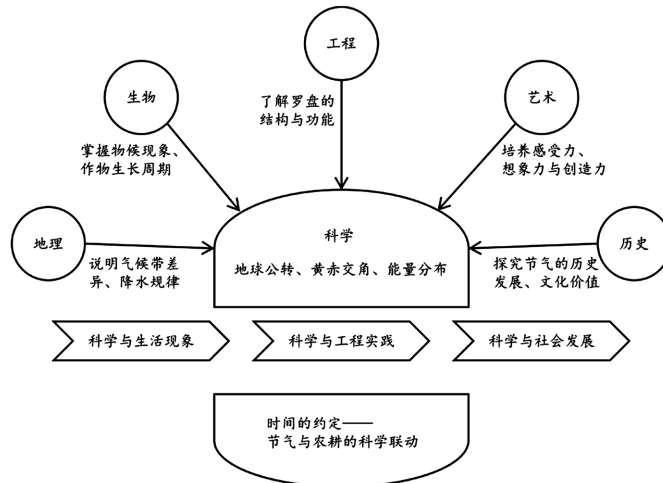 工程
生物
艺术
了解罗盘的
结构与功能
掌握物候现象、
作物生长周期
培养感受力、
想象力与创造力
地理
科学
历史
地球公转、黄赤交角、能量分布
说明气候带差
异、降水规律
探究节气的历史
发展、文化价值
科学与生活现象
科学与工程实践
科学与社会发展
时间的约定——
节气与农耕的科学联动